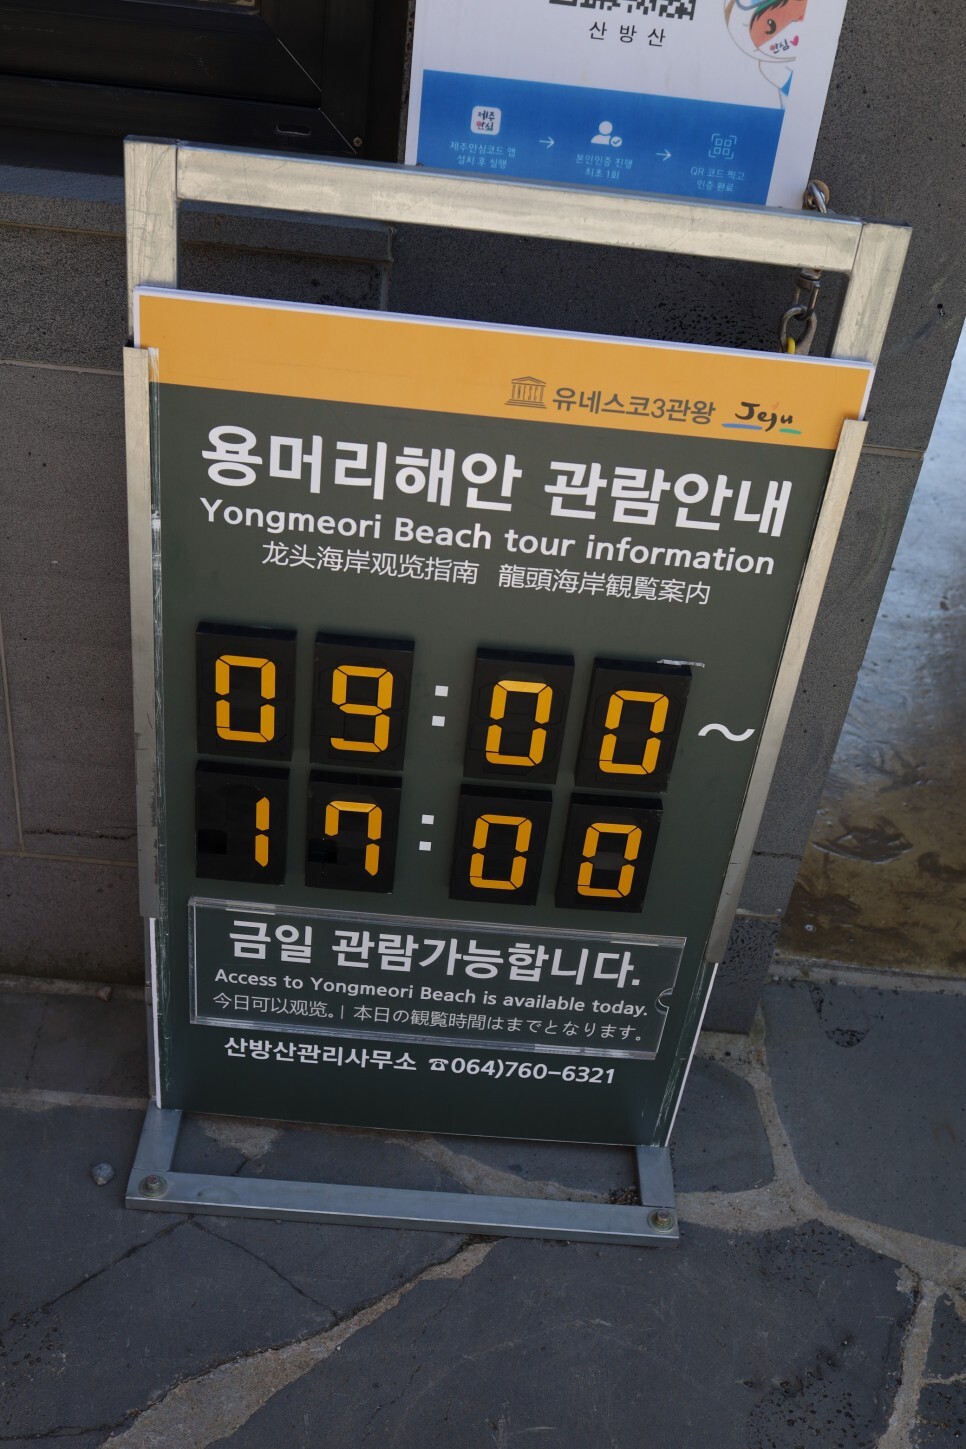 산방산
안심
제주
안심
제주안심코드 앱
설치 후 실행
본인인증 진행
최초 1회
QR 코드 찍고
인증 완료
유네스코3관왕 Jeju
용머리해안 관람안내
Yongmeori Beach tour information
龙头海岸观览指南 龍頭海岸観覧案内
09:00~
17:00
금일 관람가능합니다.
Access to Yongmeori Beach is available today.
今日可以观览。| 本日の観覧時間はまでとなります。
산방산관리사무소 ☎064)760-6321